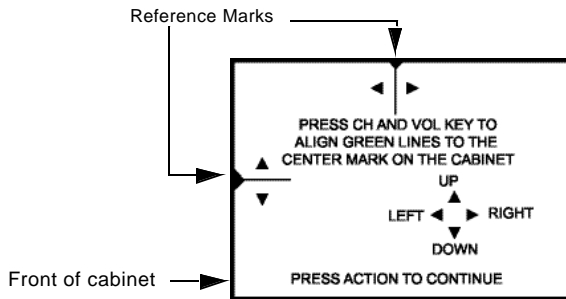 Reference Marks
PRESS CH AND VOL KEY TO
ALIGN GREEN LINES TO THE
CENTER MARK ON THE CABINET
UP
LEFT RIGHT
DOWN
Front of cabinet
PRESS ACTION TO CONTINUE